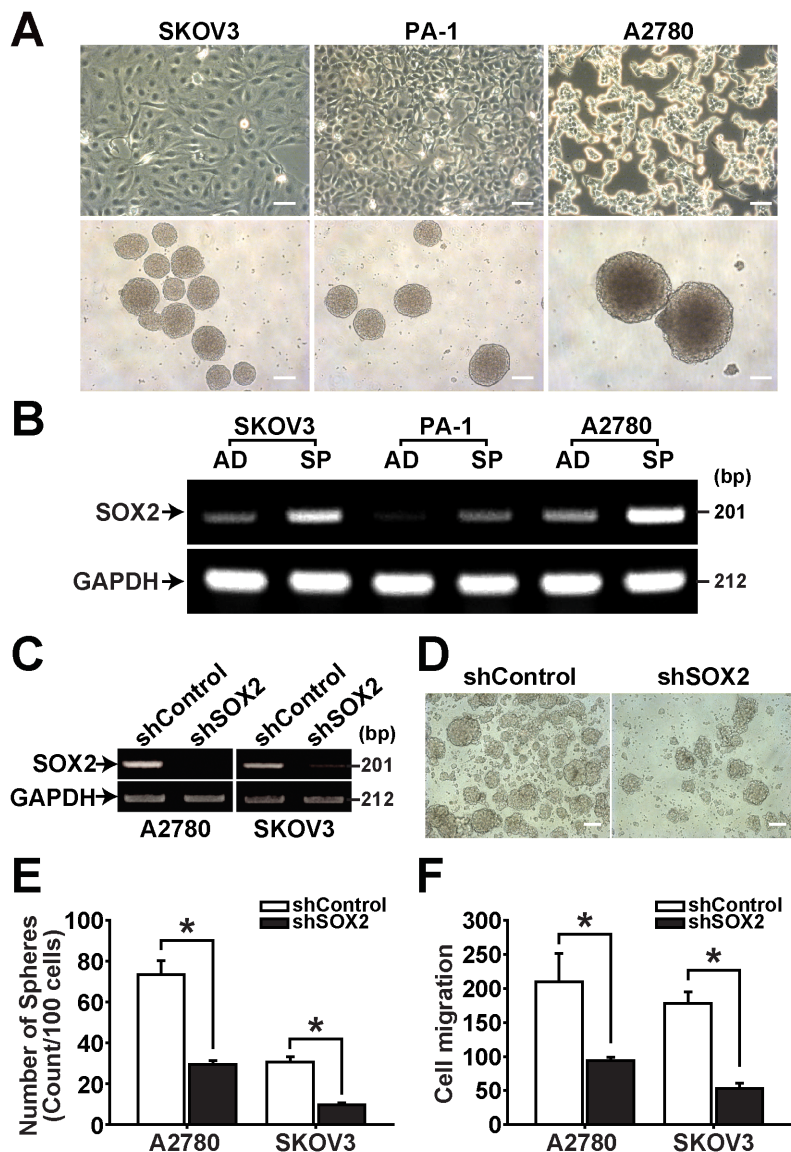 A
SKOV3 PA-1 A2780
B
SKOV3 PA-1 A2780
AD SP AD SP AD SP
(bp)
SOX2 201
GAPDH 212
C
shControl shSOX2 shControl shSOX2
(bp)
SOX2 201
GAPDH 212
A2780 SKOV3
D
shControl shSOX2
E
shControl
shSOX2
Number of Spheres
(Count/100 cells)
100
80
60
40
20
0
* *
A2780 SKOV3
F
shControl
shSOX2
Cell migration
300
250
200
150
100
50
0
* *
A2780 SKOV3